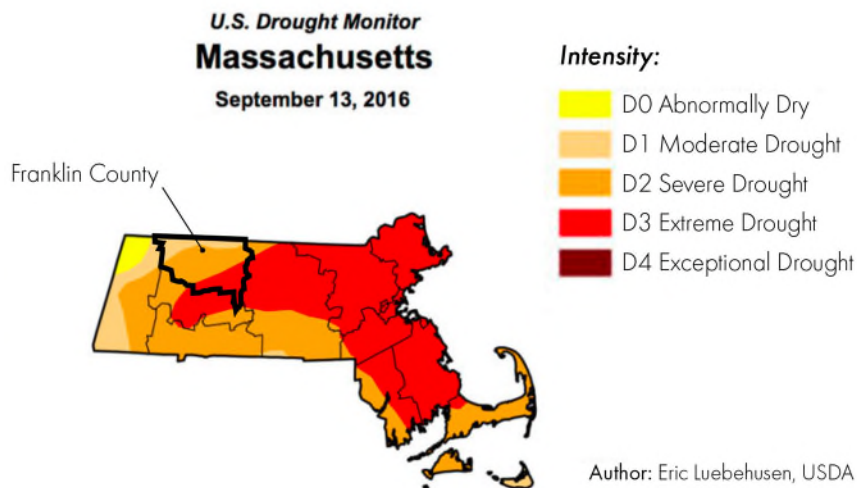 U.S. Drought Monitor
Massachusetts
September 13, 2016
Intensity:
D0 Abnormally Dry
D1 Moderate Drought
D2 Severe Drought
D3 Extreme Drought
D4 Exceptional Drought
Franklin County
Author: Eric Luebehusen, USDA